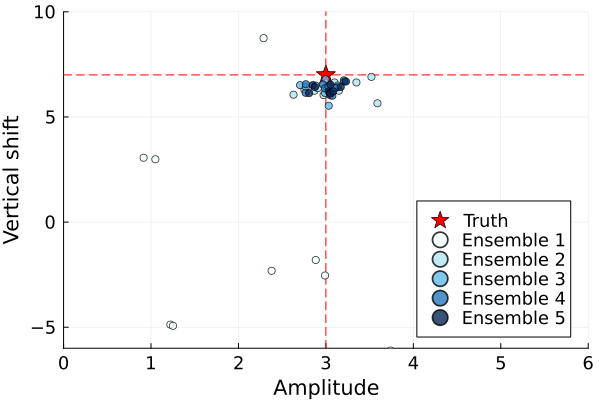 10
5
0
−5
Vertical shift
Truth
Ensemble 1
Ensemble 2
Ensemble 3
Ensemble 4
Ensemble 5
0 1 2 3 4 5 6
Amplitude